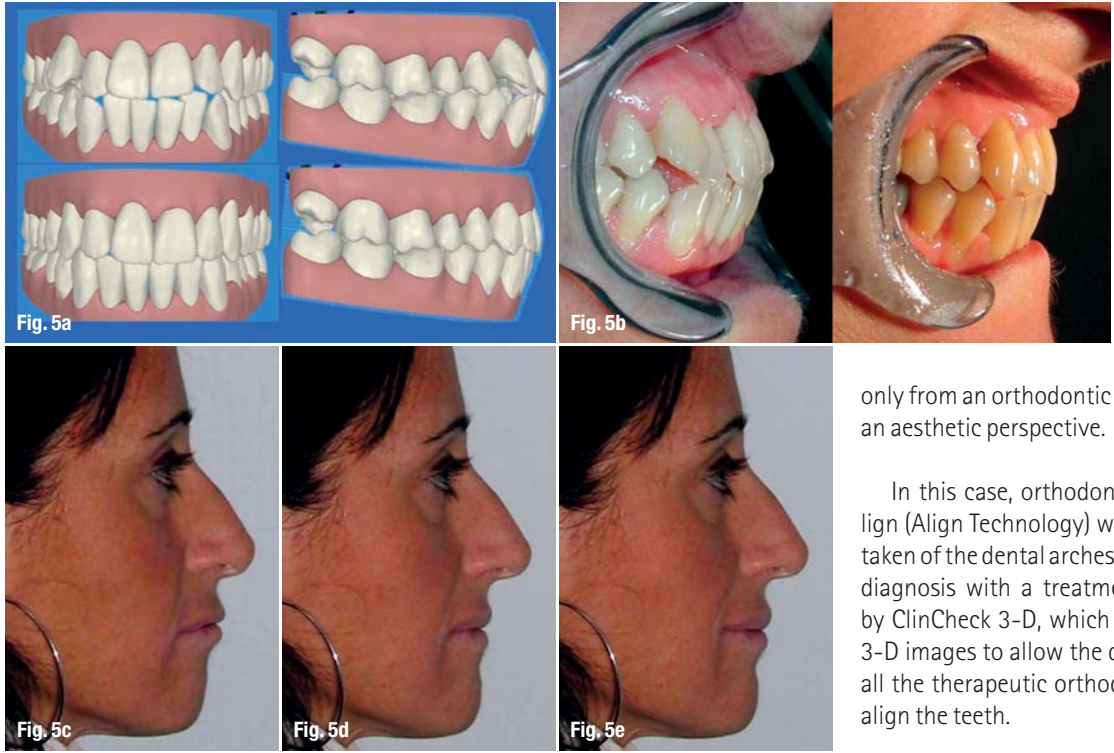 Fig. 5a
Fig. 5b
Fig. 5c
Fig. 5d
Fig. 5e
only from an orthodontic
an aesthetic perspective.
In this case, orthodon
lign (Align Technology) w
taken of the dental arches
diagnosis with a treatme
by ClinCheck 3-D, which
3-D images to allow the
all the therapeutic orthod
align the teeth.